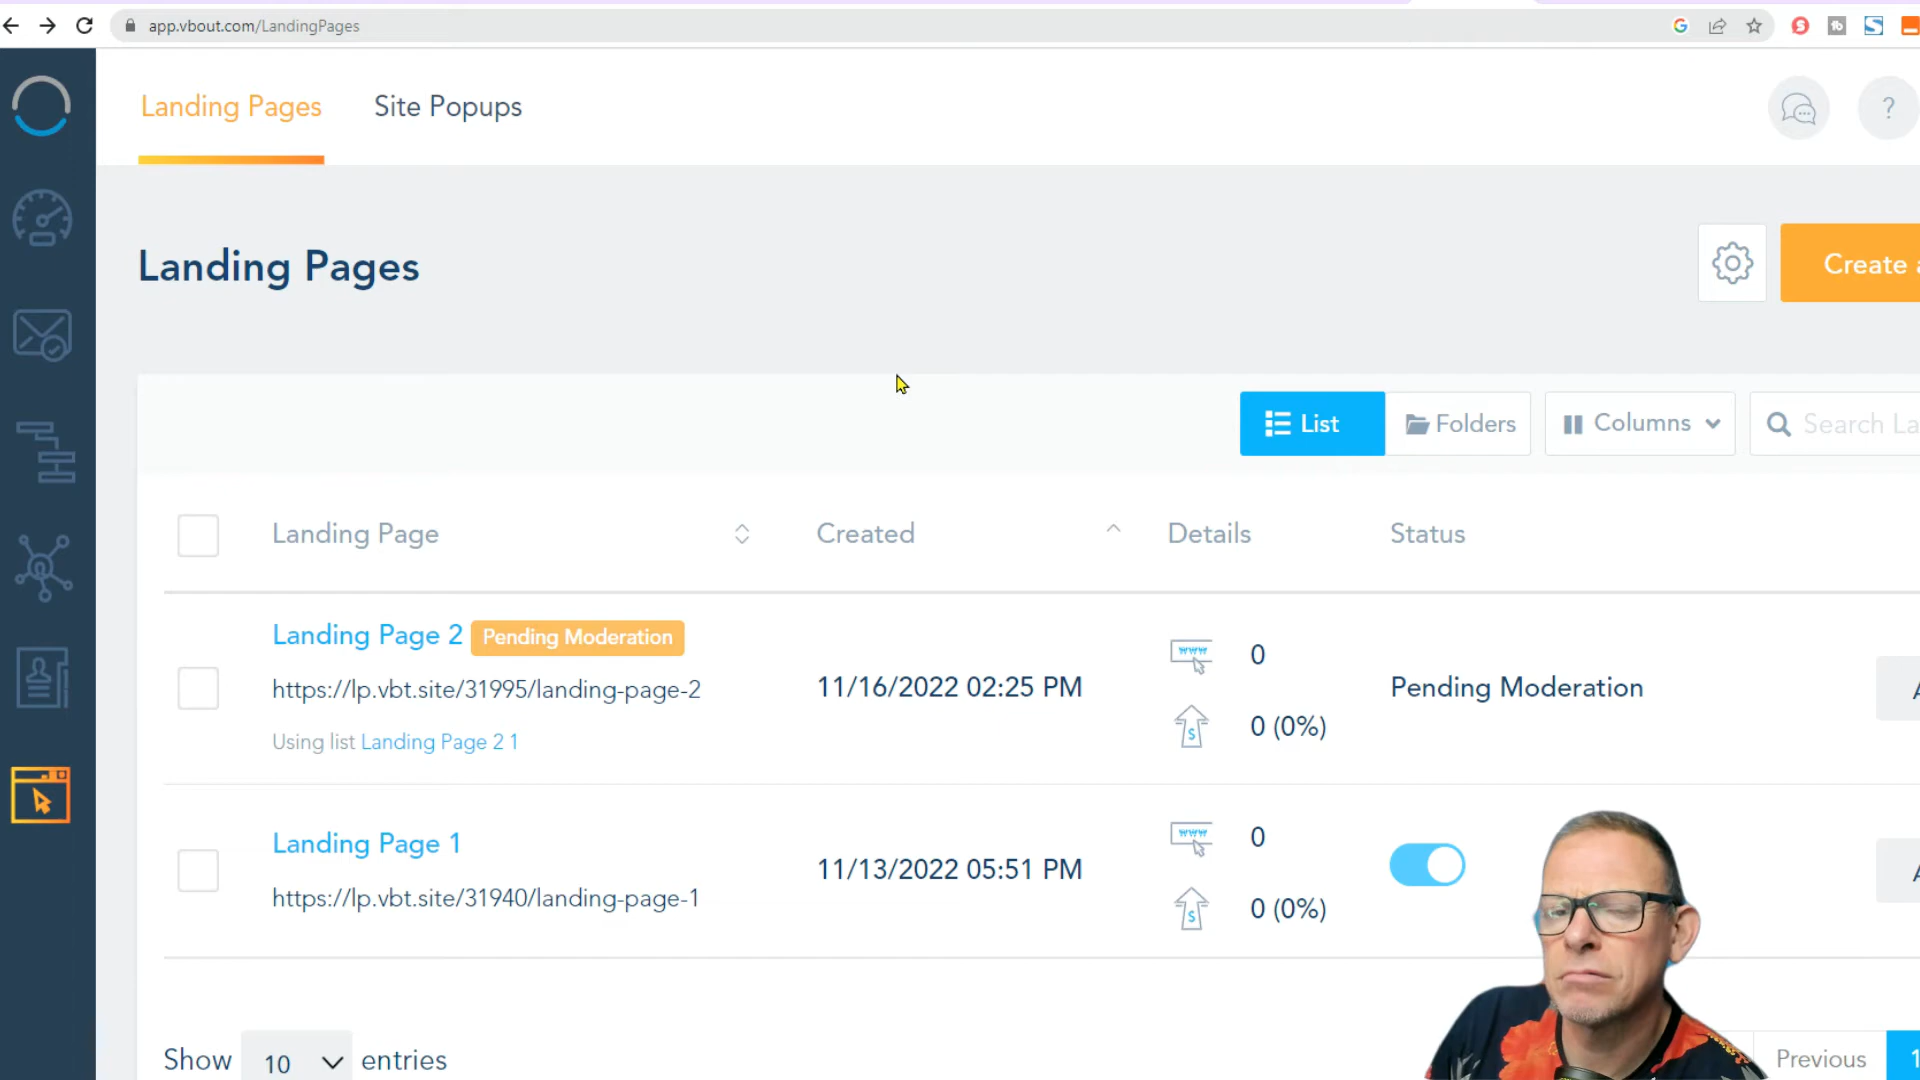 app.vbout.com/LandingPages
Landing Pages Site Popups
?
Landing Pages
Create
List Folders Columns Search La
Landing Page Created Details Status
Landing Page 2 Pending Moderation
https://lp.vbt.site/31995/landing-page-2
Using list Landing Page 2 1
11/16/2022 02:25 PM
www 0
$ 0 (0%)
Pending Moderation
Landing Page 1
https://lp.vbt.site/31940/landing-page-1
11/13/2022 05:51 PM
www 0
$ 0 (0%)
Show 10 entries
Previous 1